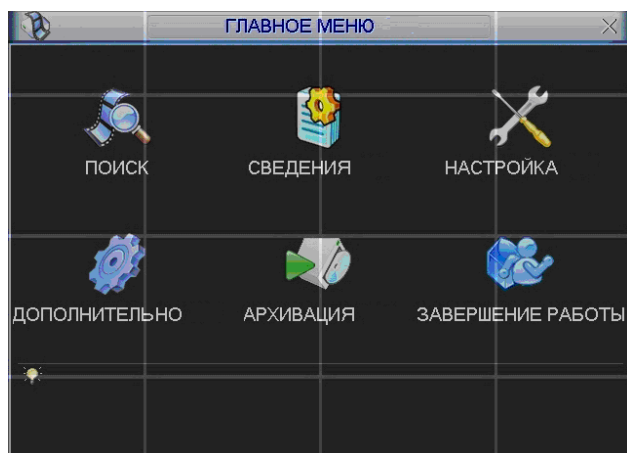 ГЛАВНОЕ МЕНЮ
ПОИСК
СВЕДЕНИЯ
НАСТРОЙКА
ДОПОЛНИТЕЛЬНО
АРХИВАЦИЯ
ЗАВЕРШЕНИЕ РАБОТЫ